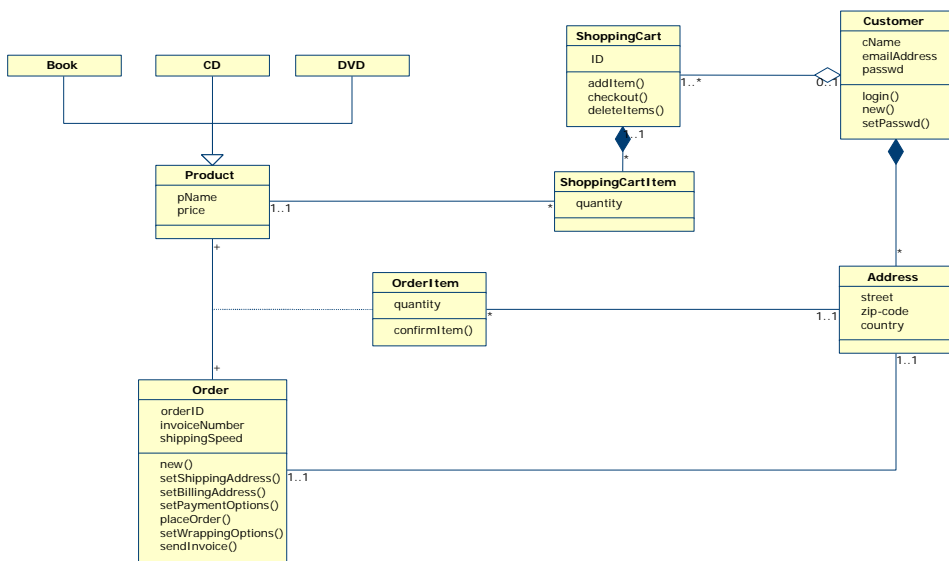 Book
CD
DVD
ShoppingCart
ID
addItem()
checkout()
deleteItems()
Customer
cName
emailAddress
passwd
login()
new()
setPasswd()
1..*
0..1
1..1
*
Product
pName
price
1..1
*
ShoppingCartItem
quantity
+
*
OrderItem
quantity
confirmItem()
*
1..1
Address
street
zip-code
country
+
1..1
Order
orderID
invoiceNumber
shippingSpeed
new()
setShippingAddress()
setBillingAddress()
setPaymentOptions()
placeOrder()
setWrappingOptions()
sendInvoice()
1..1